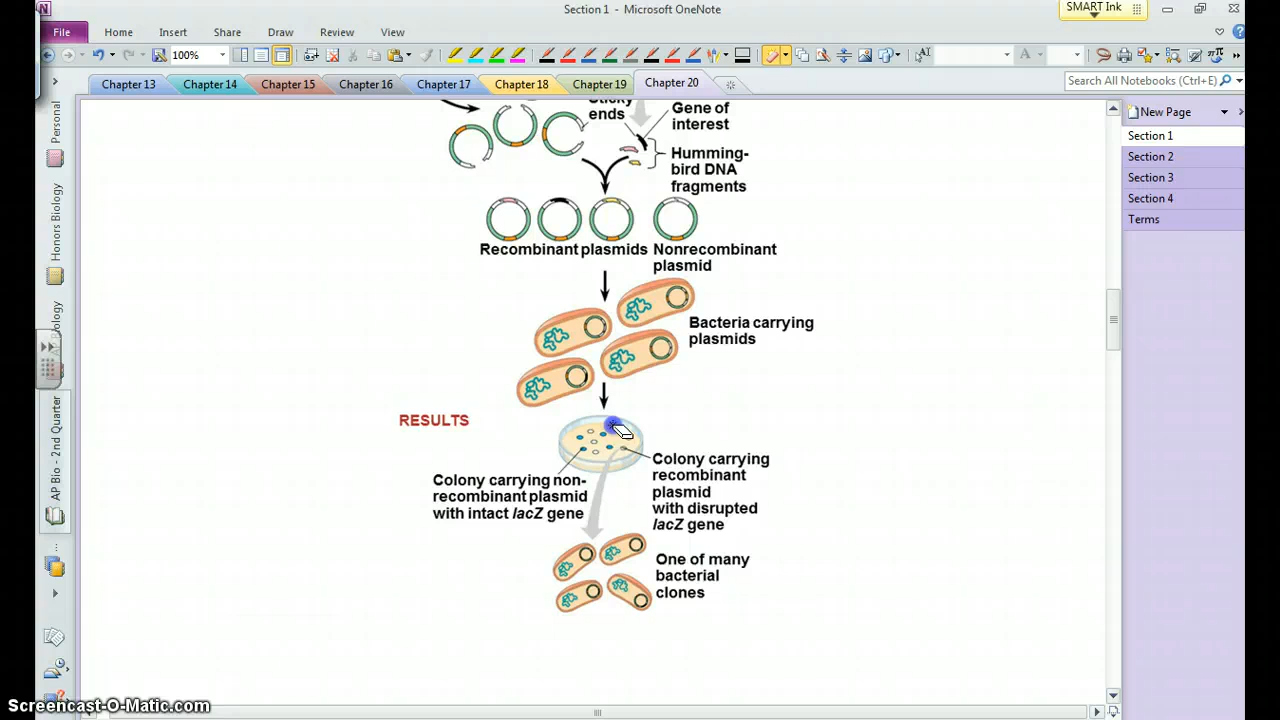 Section 1 - Microsoft OneNote
SMART Ink
File Home Insert Share Draw Review View
100%
Chapter 13 Chapter 14 Chapter 15 Chapter 16 Chapter 17 Chapter 18 Chapter 19 Chapter 20
Search All Notebooks (Ctrl+E)
New Page
Section 1
Section 2
Section 3
Section 4
Terms
Personal
Honors Biology
AP Bio - 2nd Quarter
Sticky
ends
Gene of
interest
Humming-
bird DNA
fragments
Recombinant plasmids
Nonrecombinant
plasmid
Bacteria carrying
plasmids
RESULTS
Colony carrying non-
recombinant plasmid
with intact lacZ gene
Colony carrying
recombinant
plasmid
with disrupted
lacZ gene
One of many
bacterial
clones
Screencast-O-Matic.com